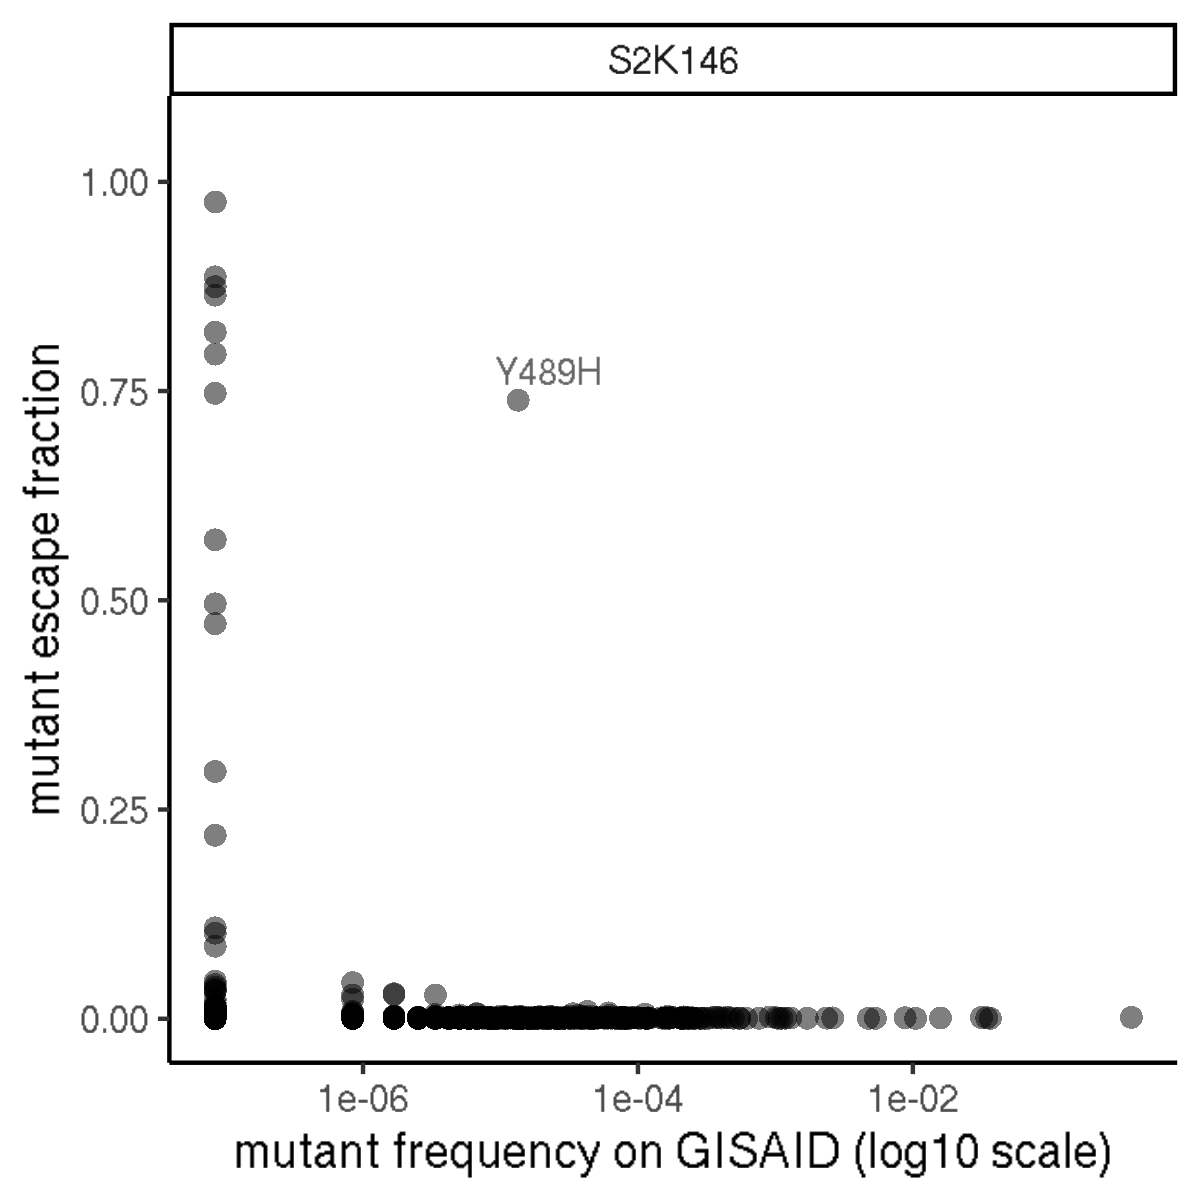 S2K146
mutant escape fraction
1.00
0.75
0.50
0.25
0.00
Y489H
1e-06
1e-04
1e-02
mutant frequency on GISAID (log10 scale)